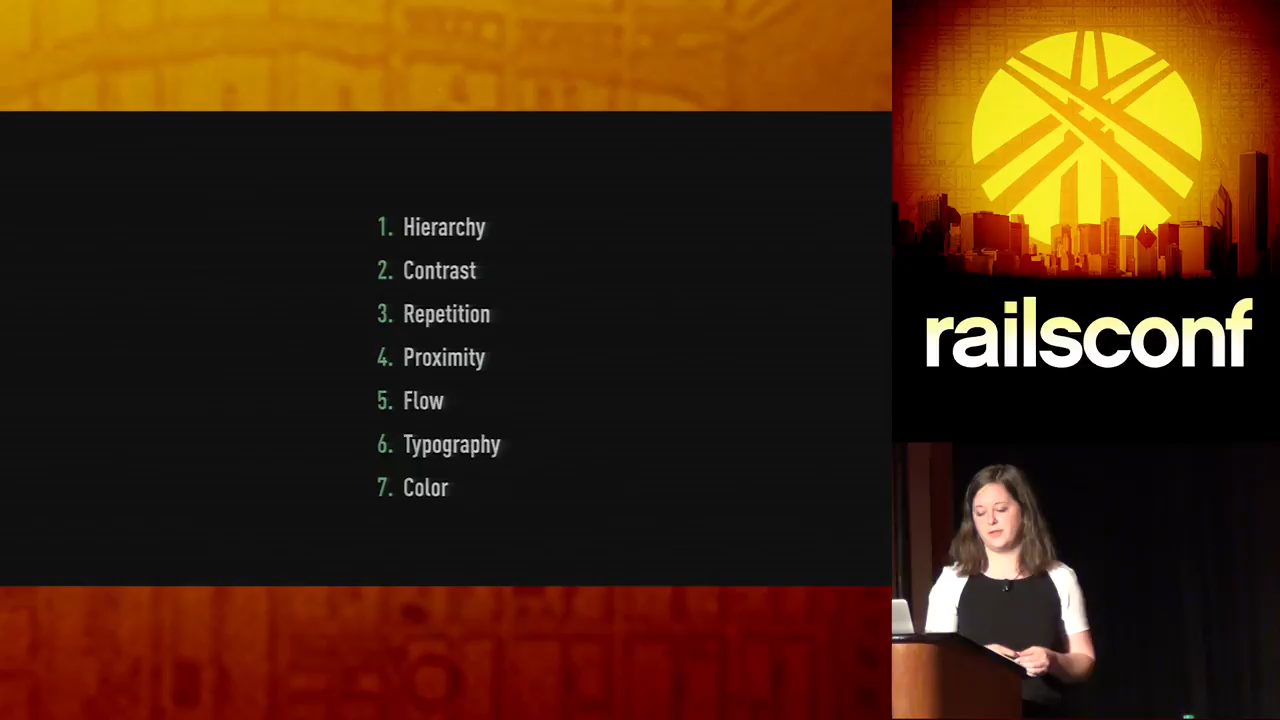 1. Hierarchy
2. Contrast
3. Repetition
4. Proximity
5. Flow
6. Typography
7. Color
railsconf